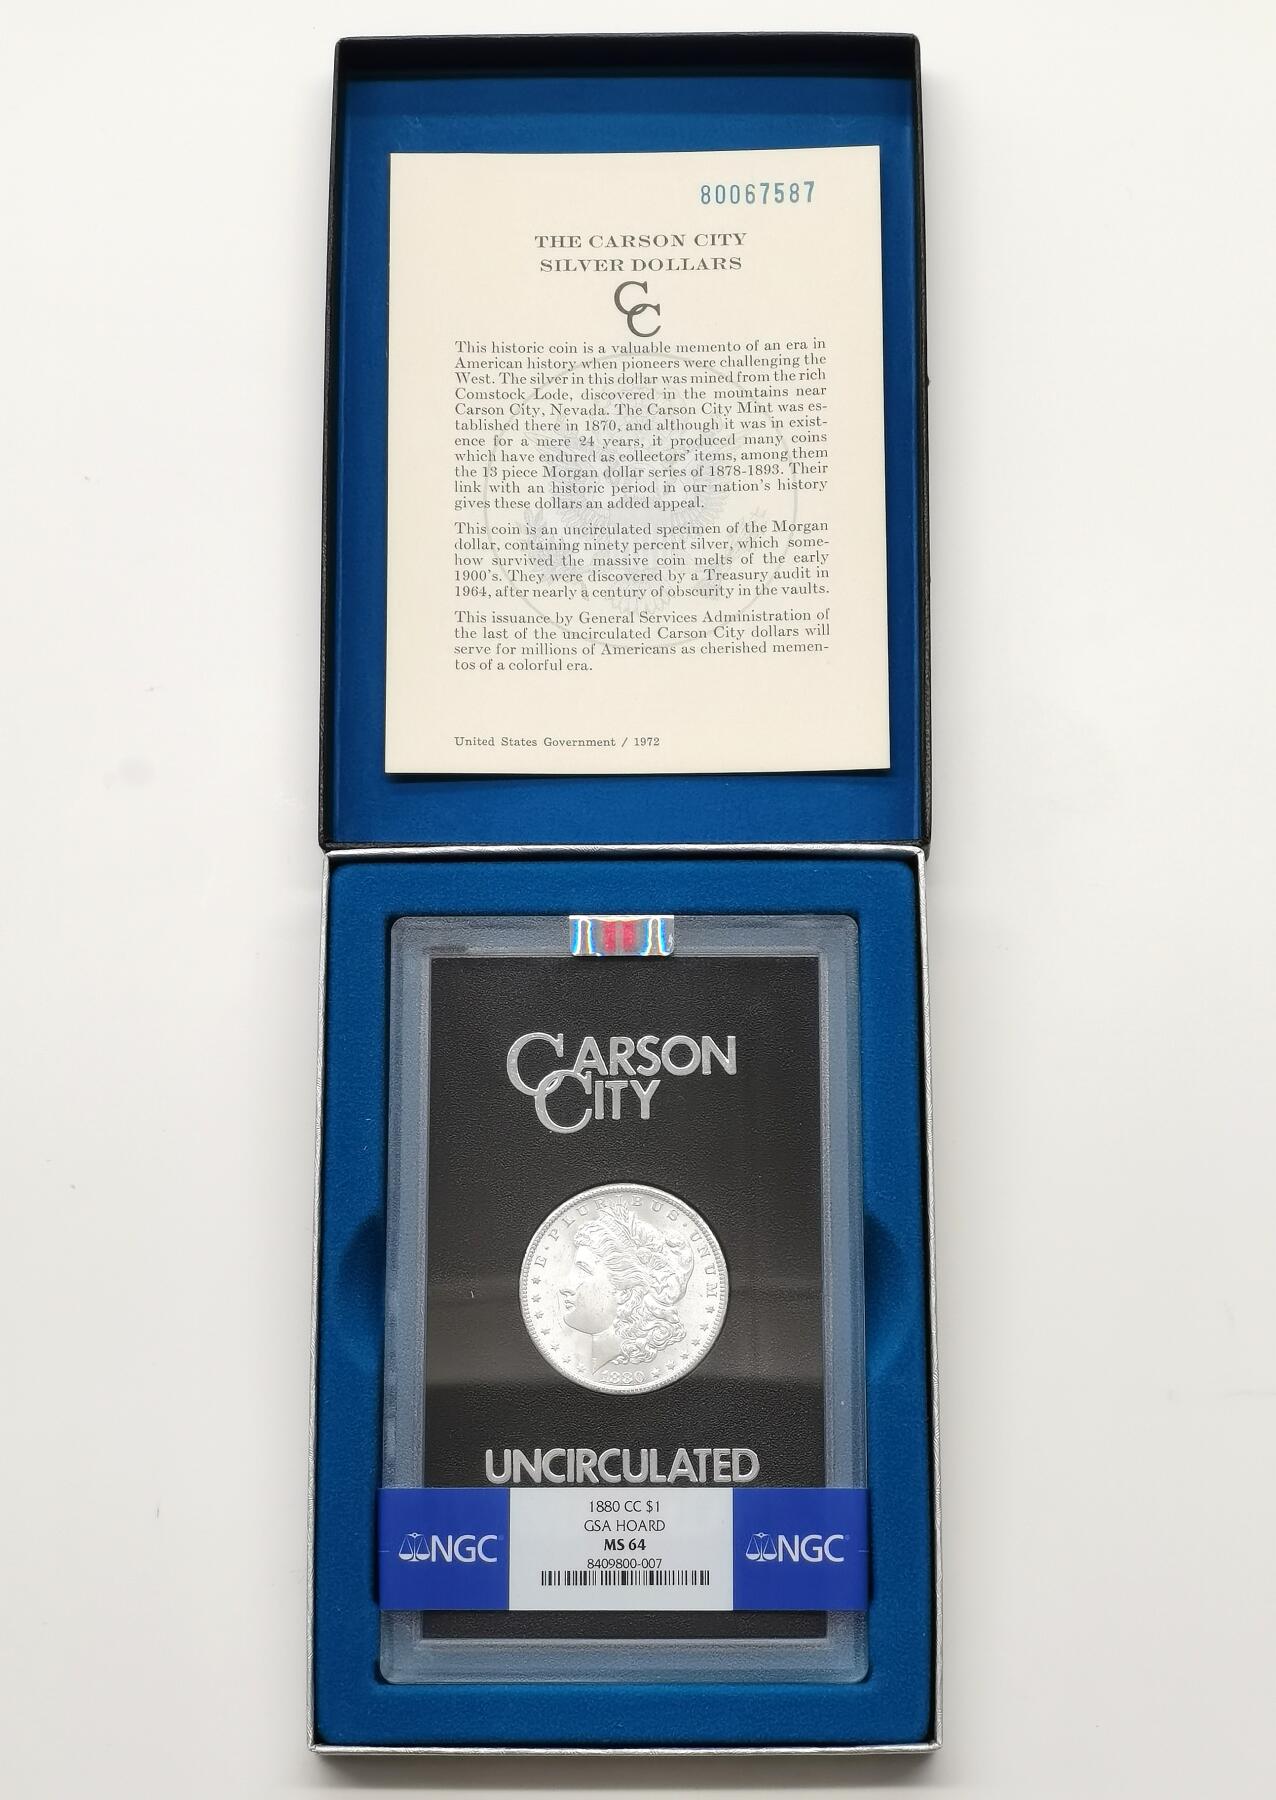 80067587
THE CARSON CITY
SILVER DOLLARS
CC
This historic coin is a valuable memento of an era in
American history when pioneers were challenging the
West. The silver in this dollar was mined from the rich
Comstock Lode, discovered in the mountains near
Carson City, Nevada. The Carson City Mint was es-
tablished there in 1870, and although it was in exist-
ence for a mere 24 years, it produced many coins
which have endured as collectors' items, among them
the 13 piece Morgan dollar series of 1878-1893. Their
link with an historic period in our nation's history
gives these dollars an added appeal.
This coin is an uncirculated specimen of the Morgan
dollar, containing ninety percent silver, which some-
how survived the massive coin melts of the early
1900's. They were discovered by a Treasury audit in
1964, after nearly a century of obscurity in the vaults.
This issuance by General Services Administration of
the last of the uncirculated Carson City dollars will
serve for millions of Americans as cherished memen-
tos of a colorful era.
United States Government / 1972
CARSON
CITY
E·PLURIBUS·UNUM
1880
UNCIRCULATED
1880 CC $1
GSA HOARD
MS 64
8409800-007
NGC
NGC